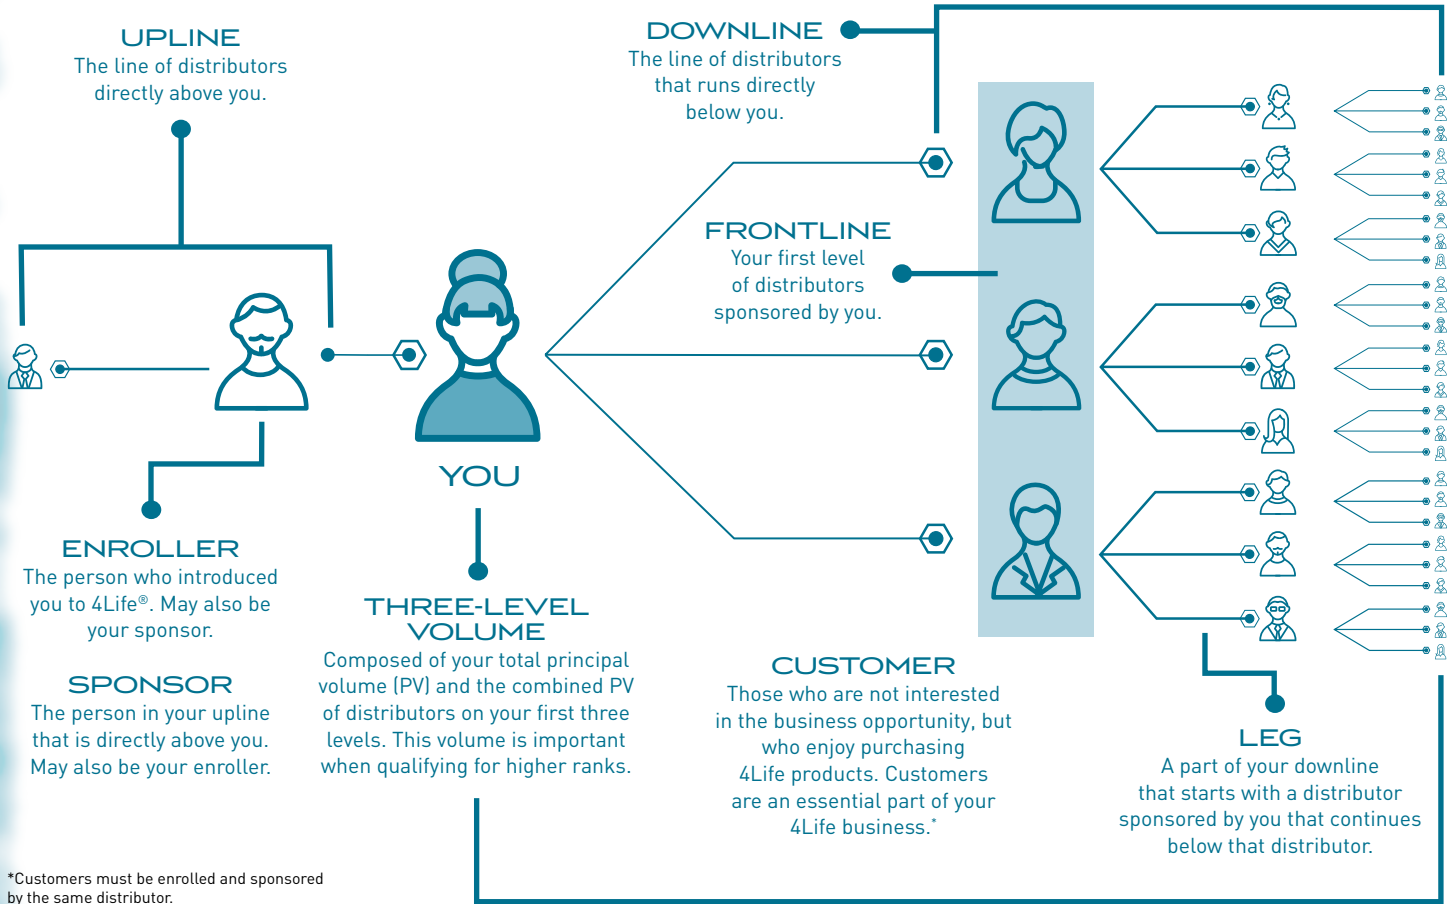 UPLINE
The line of distributors
directly above you.
DOWNLINE
The line of distributors
that runs directly
below you.
FRONTLINE
Your first level
of distributors
sponsored by you.
YOU
ENROLLER
The person who introduced
you to 4Life®. May also be
your sponsor.
SPONSOR
The person in your upline
that is directly above you.
May also be your enroller.
THREE-LEVEL
VOLUME
Composed of your total principal
volume (PV) and the combined PV
of distributors on your first three
levels. This volume is important
when qualifying for higher ranks.
CUSTOMER
Those who are not interested
in the business opportunity, but
who enjoy purchasing
4Life products. Customers
are an essential part of your
4Life business.*
LEG
A part of your downline
that starts with a distributor
sponsored by you that continues
below that distributor.
*Customers must be enrolled and sponsored
by the same distributor.